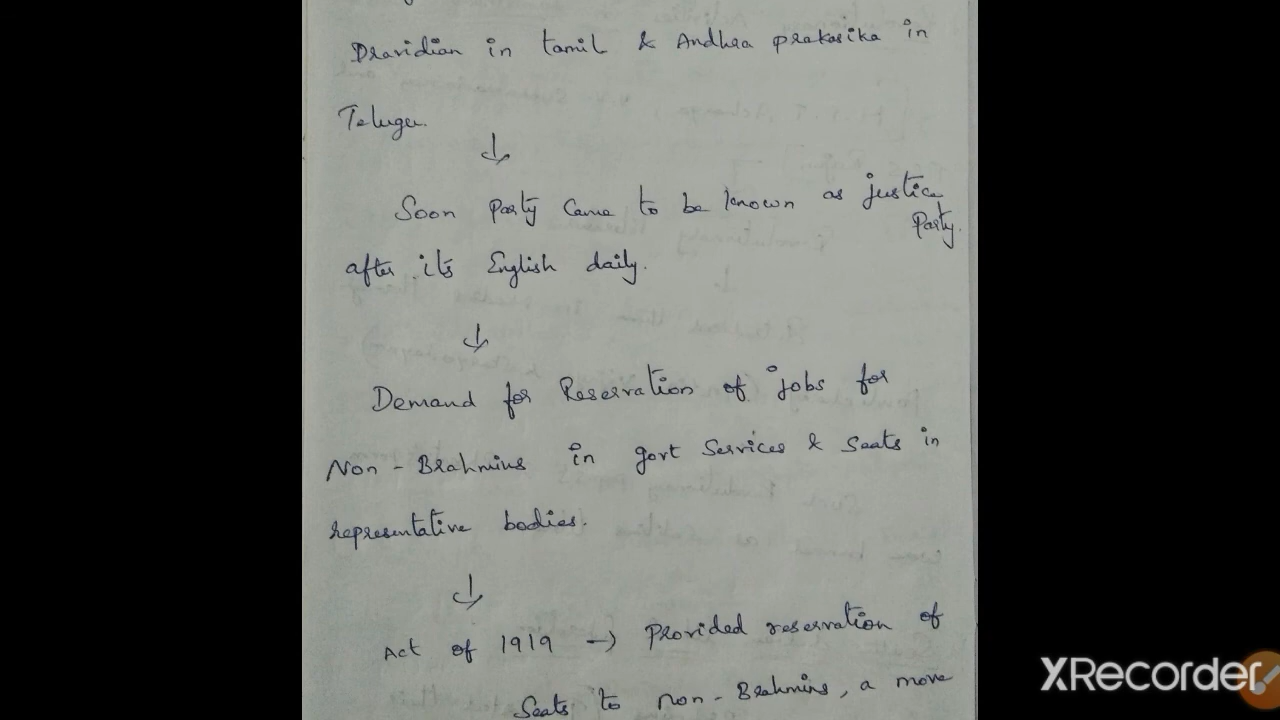 Dravidian in tamil & Andhra prakasika in
Telugu.
↓
Soon party came to be known as justice
Party.
after its English daily.
↓
Demand for Reservation of jobs for
Non - Brahmins in govt Services & Seats in
representative bodies.
↓
Act of 1919 → Provided reservation of
Seats to non - Brahmins, a move
XRecorder